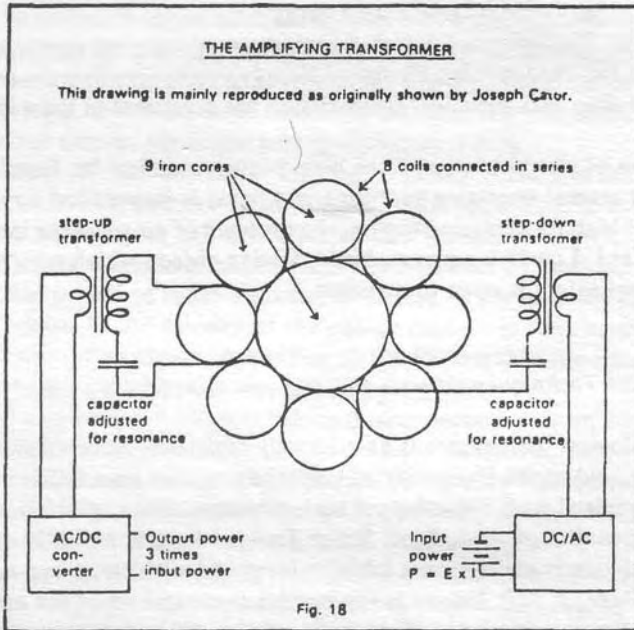 THE AMPLIFYING TRANSFORMER
This drawing is mainly reproduced as originally shown by Joseph Cator.
9 iron cores
8 coils connected in series
step-up
transformer
step-down
transformer
capacitor
adjusted
for resonance
capacitor
adjusted
for resonance
AC/DC
con-
verter
Output power
3 times
input power
Input
power
P = E x I
DC/AC
Fig. 18